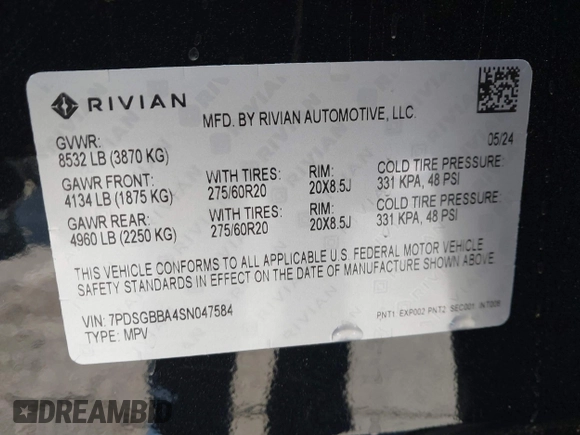 RIVIAN
MFD. BY RIVIAN AUTOMOTIVE, LLC.
GVWR:
8532 LB (3870 KG)
05/24
GAWR FRONT: WITH TIRES: RIM: COLD TIRE PRESSURE:
4134 LB (1875 KG) 275/60R20 20X8.5J 331 KPA, 48 PSI
GAWR REAR: WITH TIRES: RIM: COLD TIRE PRESSURE:
4960 LB (2250 KG) 275/60R20 20X8.5J 331 KPA, 48 PSI
THIS VEHICLE CONFORMS TO ALL APPLICABLE U.S. FEDERAL MOTOR VEHICLE
SAFETY STANDARDS IN EFFECT ON THE DATE OF MANUFACTURE SHOWN ABOVE.
VIN: 7PDSGBBA4SN047584
TYPE: MPV
PNT1: EXP002 PNT2: SEC001 INT008
DREAMBID